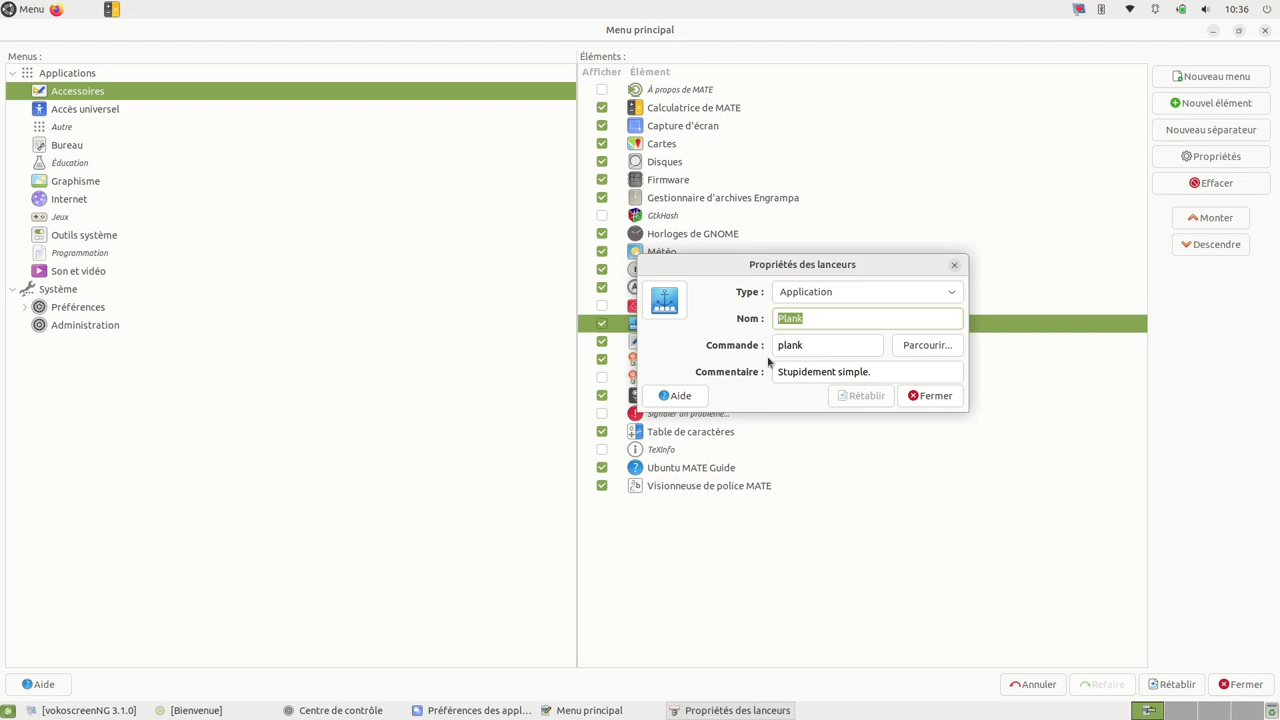 Menu
10:36
Menu principal
Menus :
Applications
Accessoires
Accès universel
Autre
Bureau
Éducation
Graphisme
Internet
Jeux
Outils système
Programmation
Son et vidéo
Système
Préférences
Administration
Éléments :
Afficher Élément
À propos de MATE
Calculatrice de MATE
Capture d'écran
Cartes
Disques
Firmware
Gestionnaire d'archives Engrampa
GtkHash
Horloges de GNOME
Météo
Signaler un problème...
Table de caractères
TeXInfo
Ubuntu MATE Guide
Visionneuse de police MATE
Propriétés des lanceurs
Type : Application
Nom : Plank
Commande : plank Parcourir...
Commentaire : Stupidement simple.
Aide Rétablir Fermer
Nouveau menu
Nouvel élément
Nouveau séparateur
Propriétés
Effacer
Monter
Descendre
Aide Annuler Refaire Rétablir Fermer
[vokoscreenNG 3.1.0] [Bienvenue] Centre de contrôle Préférences des appl... Menu principal Propriétés des lanceurs